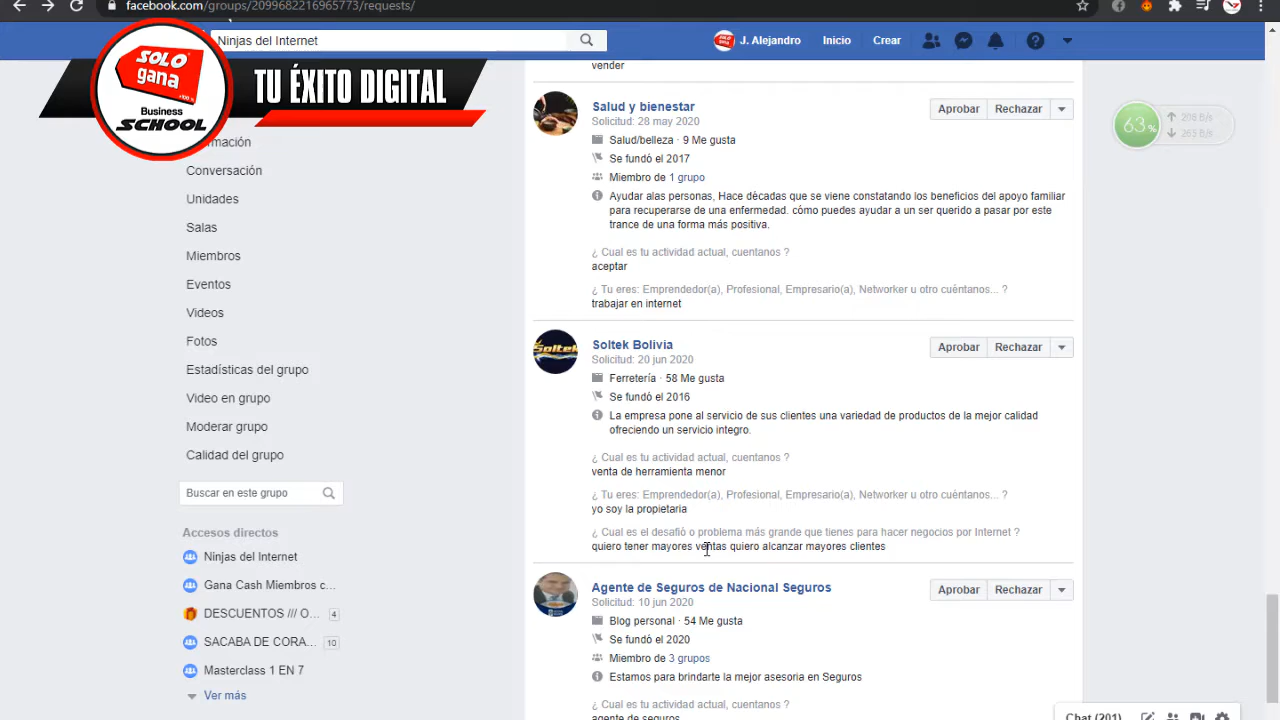 facebook.com/groups/2099682216965773/requests/
Ninjas del Internet
J. Alejandro
Inicio
Crear
SOLO
gana
+100 %
Business
SCHOOL
TU ÉXITO DIGITAL
63%
208 B/s
263 B/s
vender
Información
Conversación
Unidades
Salas
Miembros
Eventos
Videos
Fotos
Estadísticas del grupo
Video en grupo
Moderar grupo
Calidad del grupo
Buscar en este grupo
Accesos directos
Ninjas del Internet
Gana Cash Miembros c...
DESCUENTOS /// O... 4
SACABA DE CORA... 10
Masterclass 1 EN 7
Ver más
Salud y bienestar
Aprobar Rechazar
Solicitud: 28 may 2020
Salud/belleza · 9 Me gusta
Se fundó el 2017
Miembro de 1 grupo
Ayudar alas personas, Hace décadas que se viene constatando los beneficios del apoyo familiar
para recuperarse de una enfermedad. cómo puedes ayudar a un ser querido a pasar por este
trance de una forma más positiva.
¿ Cual es tu actividad actual, cuentanos ?
aceptar
¿ Tu eres: Emprendedor(a), Profesional, Empresario(a), Networker u otro cuéntanos... ?
trabajar en internet
Soltek
Soltek Bolivia
Aprobar Rechazar
Solicitud: 20 jun 2020
Ferretería · 58 Me gusta
Se fundó el 2016
La empresa pone al servicio de sus clientes una variedad de productos de la mejor calidad
ofreciendo un servicio integro.
¿ Cual es tu actividad actual, cuentanos ?
venta de herramienta menor
¿ Tu eres: Emprendedor(a), Profesional, Empresario(a), Networker u otro cuéntanos... ?
yo soy la propietaria
¿ Cual es el desafió o problema más grande que tienes para hacer negocios por Internet ?
quiero tener mayores ventas quiero alcanzar mayores clientes
Agente de Seguros de Nacional Seguros
Aprobar Rechazar
Solicitud: 10 jun 2020
Blog personal · 54 Me gusta
Se fundó el 2020
Miembro de 3 grupos
Estamos para brindarte la mejor asesoria en Seguros
¿ Cual es tu actividad actual, cuentanos ?
agente de seguros
Chat (201)